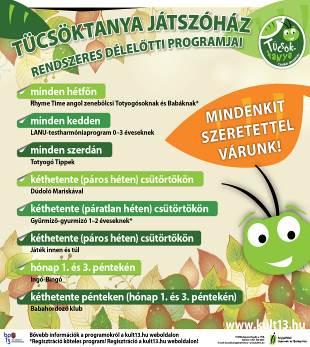 TÜCSÖKTANYA JÁTSZÓHÁZ
RENDSZERES DÉLELŐTTI PROGRAMJAI
Tücsök-
tanya
minden hétfőn
Rhyme Time angol zenebölcsi Totyogósoknak és Babáknak*
minden kedden
LANU-testharmóniaprogram 0-3 éveseknek
minden szerdán
Totyogó Tippek
kéthetente (páros héten) csütörtökön
Dúdoló Mariskával
kéthetente (páratlan héten) csütörtökön
Gyűrmiző-gyurmizó 1-2 éveseknek*
kéthetente (páros héten) csütörtökön
Játék innen és túl
hónap 1. és 3. péntekén
Ingó-Bingó
kéthetente pénteken (hónap 1. és 3. péntekén)
Babahordozó klub
MINDENKIT
SZERETETTEL
VÁRUNK!
www.kult13.hu
Bővebb információk a programokról a kult13.hu weboldalon
*Regisztráció köteles program! Regisztráció itt: kult13.hu weboldalon